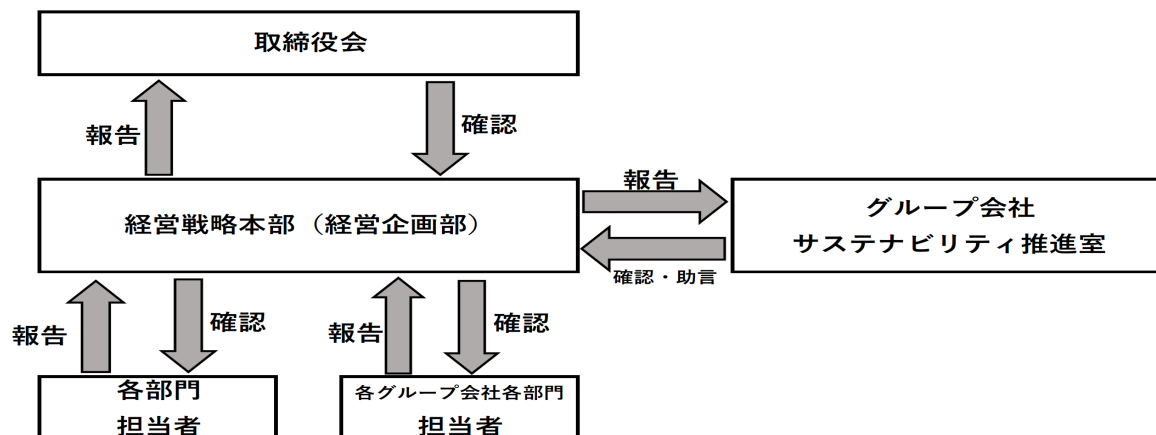 取締役会
報告
確認
報告
経営戦略本部（経営企画部）
グループ会社
サステナビリティ推進室
確認・助言
報告
確認
報告
確認
各部門
担当者
各グループ会社各部門
担当者